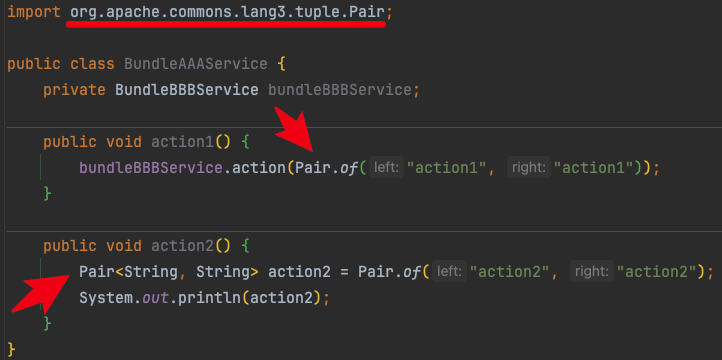 import org.apache.commons.lang3.tuple.Pair;
public class BundleAAAService {
private BundleBBBService bundleBBBService;
public void action1() {
bundleBBBService.action(Pair.of( left: "action1", right: "action1"));
}
public void action2() {
Pair<String, String> action2 = Pair.of( left: "action2", right: "action2");
System.out.println(action2);
}
}